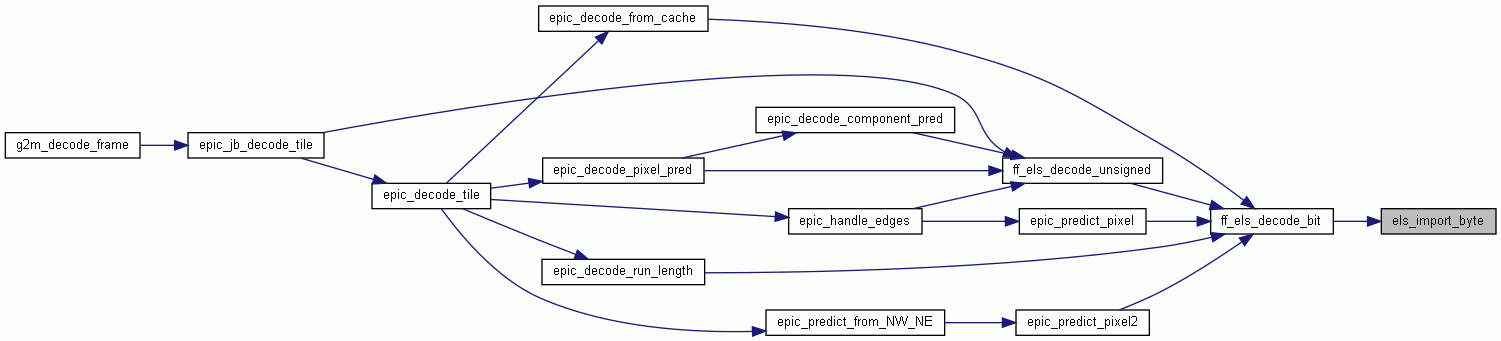 epic_decode_from_cache
epic_decode_component_pred
g2m_decode_frame
epic_jb_decode_tile
epic_decode_pixel_pred
ff_els_decode_unsigned
epic_decode_tile
epic_handle_edges
epic_predict_pixel
ff_els_decode_bit
els_import_byte
epic_decode_run_length
epic_predict_from_NW_NE
epic_predict_pixel2